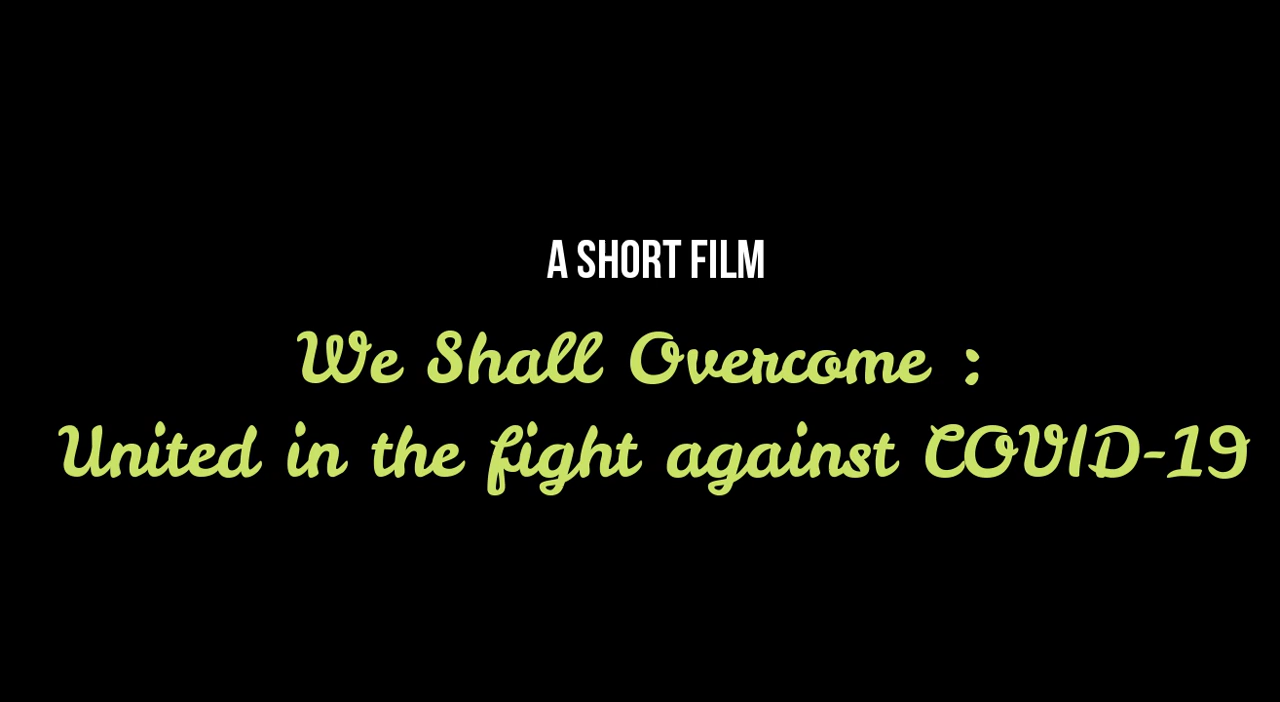 A SHORT FILM
We Shall Overcome :
United in the fight against COVID-19